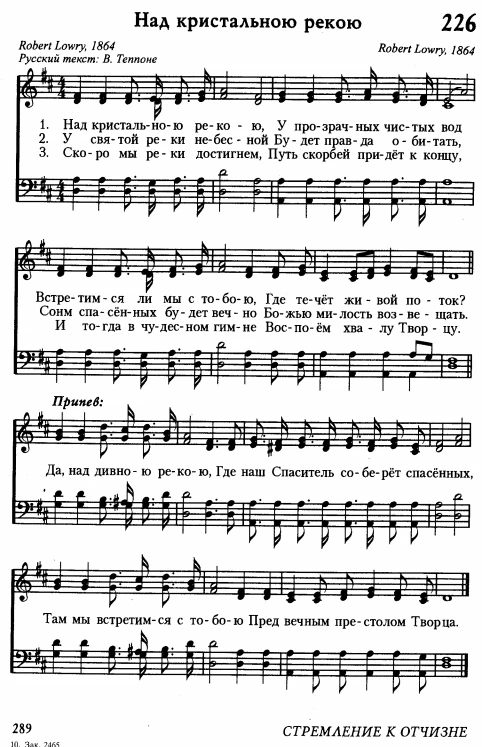 Над кристальною рекою
226
Robert Lowry, 1864
Русский текст: В. Теппоне
Robert Lowry, 1864
1. Над кристаль-но-ю ре-ко-ю, У про-зрач-ных чис-тых вод
2. У свя-той ре-ки не-бес-ной Бу-дет прав-да о-би-тать,
3. Ско-ро мы ре-ки достигнем, Путь скорбей при-дёт к концу,
Встре-тим-ся ли мы с то-бо-ю, Где те-чёт жи-вой по-ток?
Сонм спа-сён-ных бу-дет веч-но Божью ми-лость воз-ве-щать.
И то-гда в чу-дес-ном гим-не Вос-по-ём хва-лу Твор-цу.
Припев:
Да, над дивно-ю ре-ко-ю, Где наш Спаситель со-бе-рёт спасённых,
Там мы встретим-ся с то-бо-ю Пред вечным пре-столом Творца.
289
СТРЕМЛЕНИЕ К ОТЧИЗНЕ
10. Зак. 2465